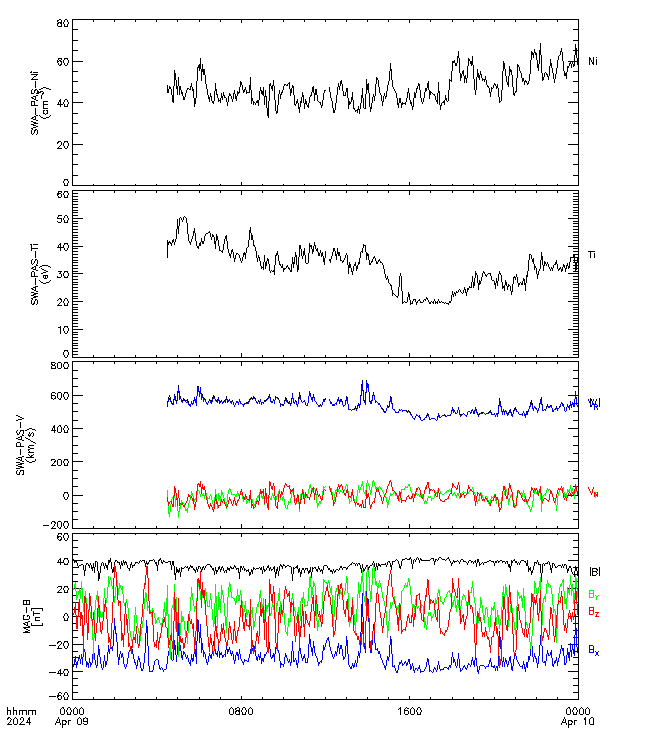 80
60
40
20
0
SWA-PAS-Ni
(cm⁻³)
Ni
60
50
40
30
20
10
0
SWA-PAS-Ti
(eV)
Ti
800
600
400
200
0
-200
SWA-PAS-V
(km/s)
60
40
20
0
-20
-40
-60
MAG-B
[nT]
|B|
BY
BZ
BX
hhmm 0000 0800 1600 0000
2024 Apr 09 Apr 10